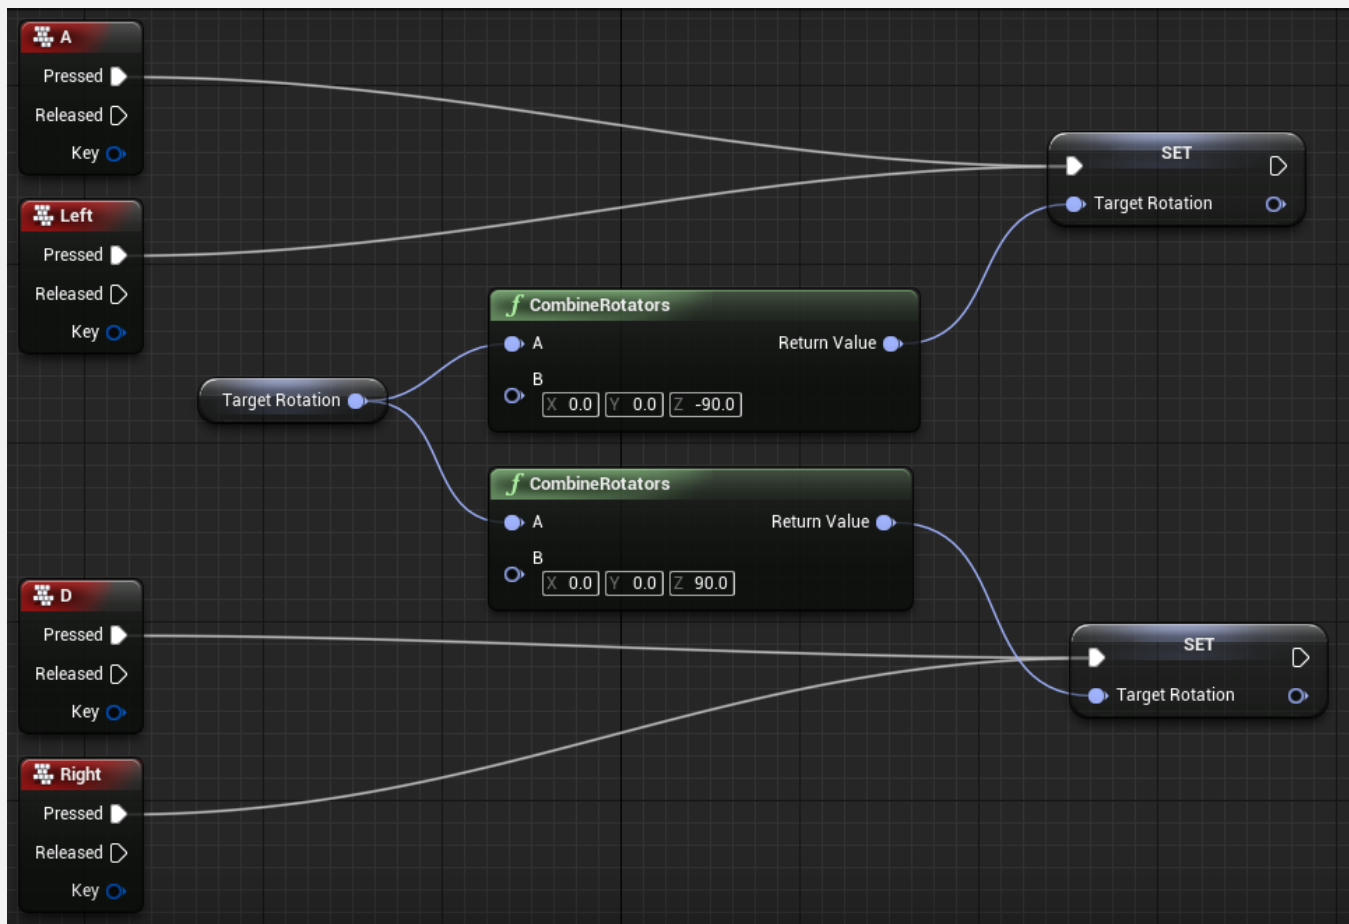 A
Pressed
Released
Key
Left
Pressed
Released
Key
SET
Target Rotation
Target Rotation
CombineRotators
A
Return Value
B
X 0.0 Y 0.0 Z -90.0
CombineRotators
A
Return Value
B
X 0.0 Y 0.0 Z 90.0
D
Pressed
Released
Key
Right
Pressed
Released
Key
SET
Target Rotation